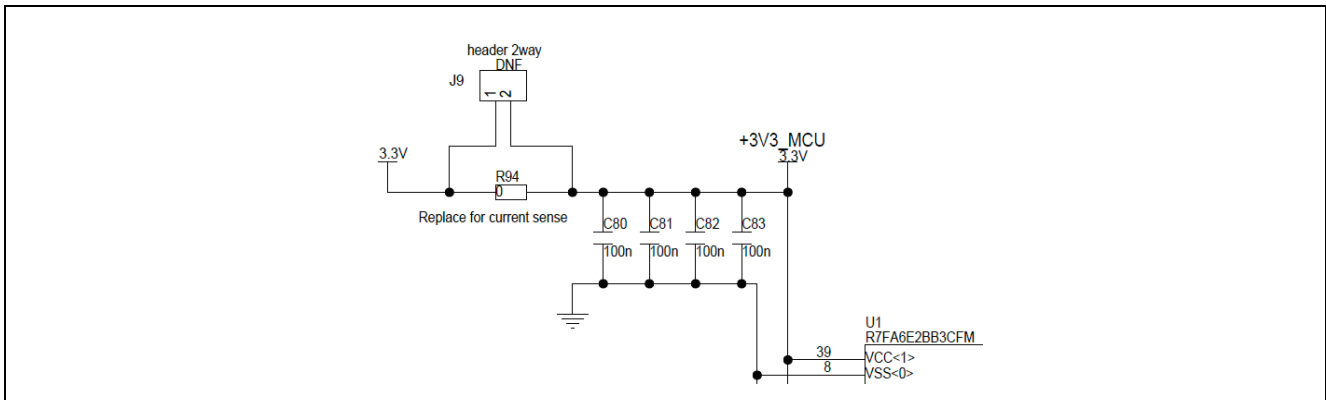 header 2way
DNF
J9
1
2
+3V3_MCU
3.3V
3.3V
R94
0
Replace for current sense
C80 C81 C82 C83
100n 100n 100n 100n
U1
R7FA6E2BB3CFM
39 VCC<1>
8 VSS<0>